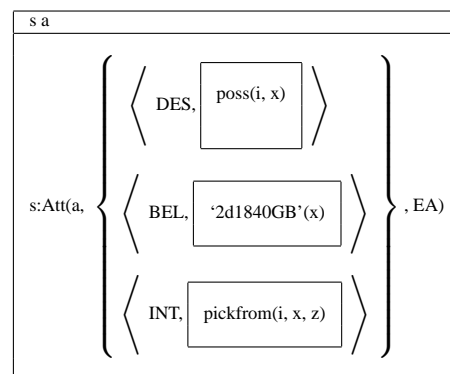 s a
DES, poss(i, x)
s:Att(a, BEL, ‘2d1840GB’(x) , EA)
INT, pickfrom(i, x, z)